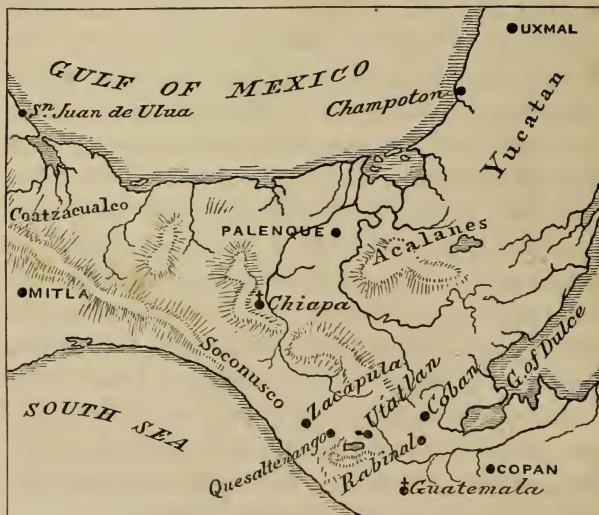 UXMAL
GULF OF MEXICO
Champoton
Sn. Juan de Ulua
Yucatan
Coatzacualco
PALENQUE
Acalanes
MITLA
Chiapa
Soconusco
G. of DULCE
Zacapula
Utatlan
Coban
SOUTH SEA
Quesaltenango
Rabinal
COPAN
Guatemala